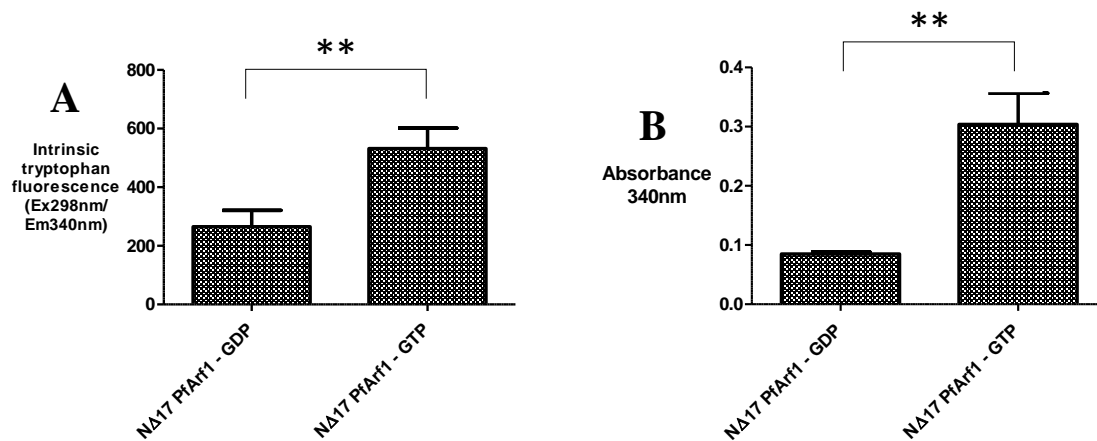 **
A
Intrinsic
tryptophan
fluorescence
(Ex298nm/
Em340nm)
800
600
400
200
0
NΔ17 PfArf1 - GDP
NΔ17 PfArf1 - GTP
**
B
Absorbance
340nm
0.4
0.3
0.2
0.1
0.0
NΔ17 PfArf1 - GDP
NΔ17 PfArf1 - GTP